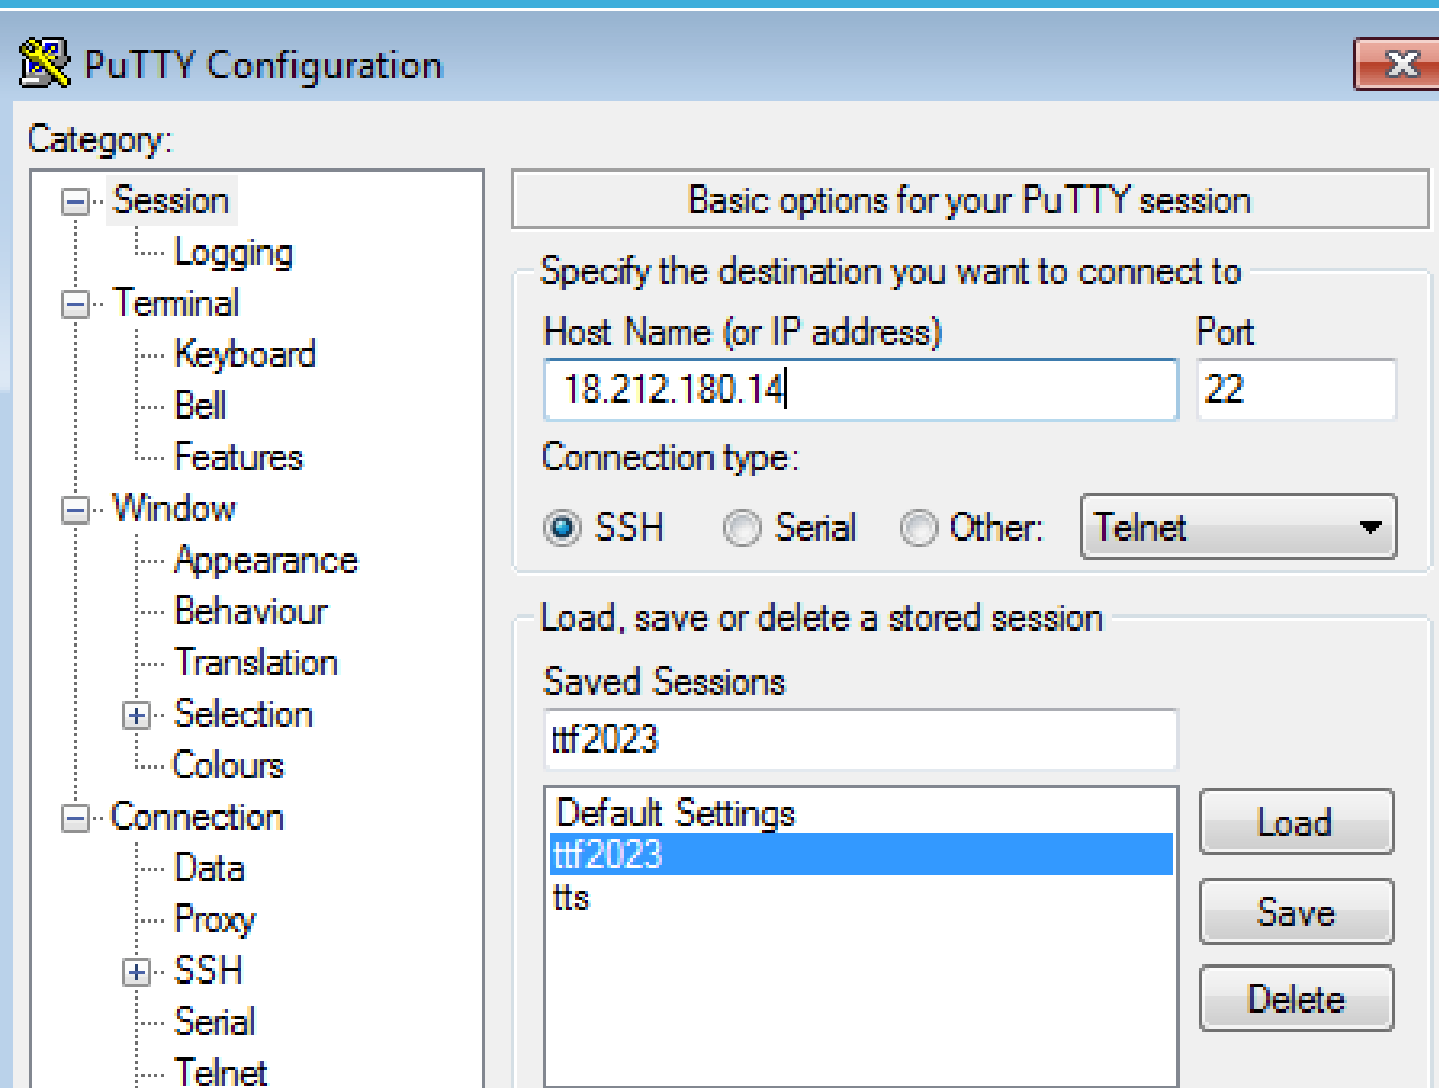 PuTTY Configuration
Category:
Session
Logging
Terminal
Keyboard
Bell
Features
Window
Appearance
Behaviour
Translation
Selection
Colours
Connection
Data
Proxy
SSH
Serial
Telnet
Basic options for your PuTTY session
Specify the destination you want to connect to
Host Name (or IP address) Port
18.212.180.14 22
Connection type:
SSH Serial Other: Telnet
Load, save or delete a stored session
Saved Sessions
ttf2023
Default Settings
ttf2023
tts
Load
Save
Delete